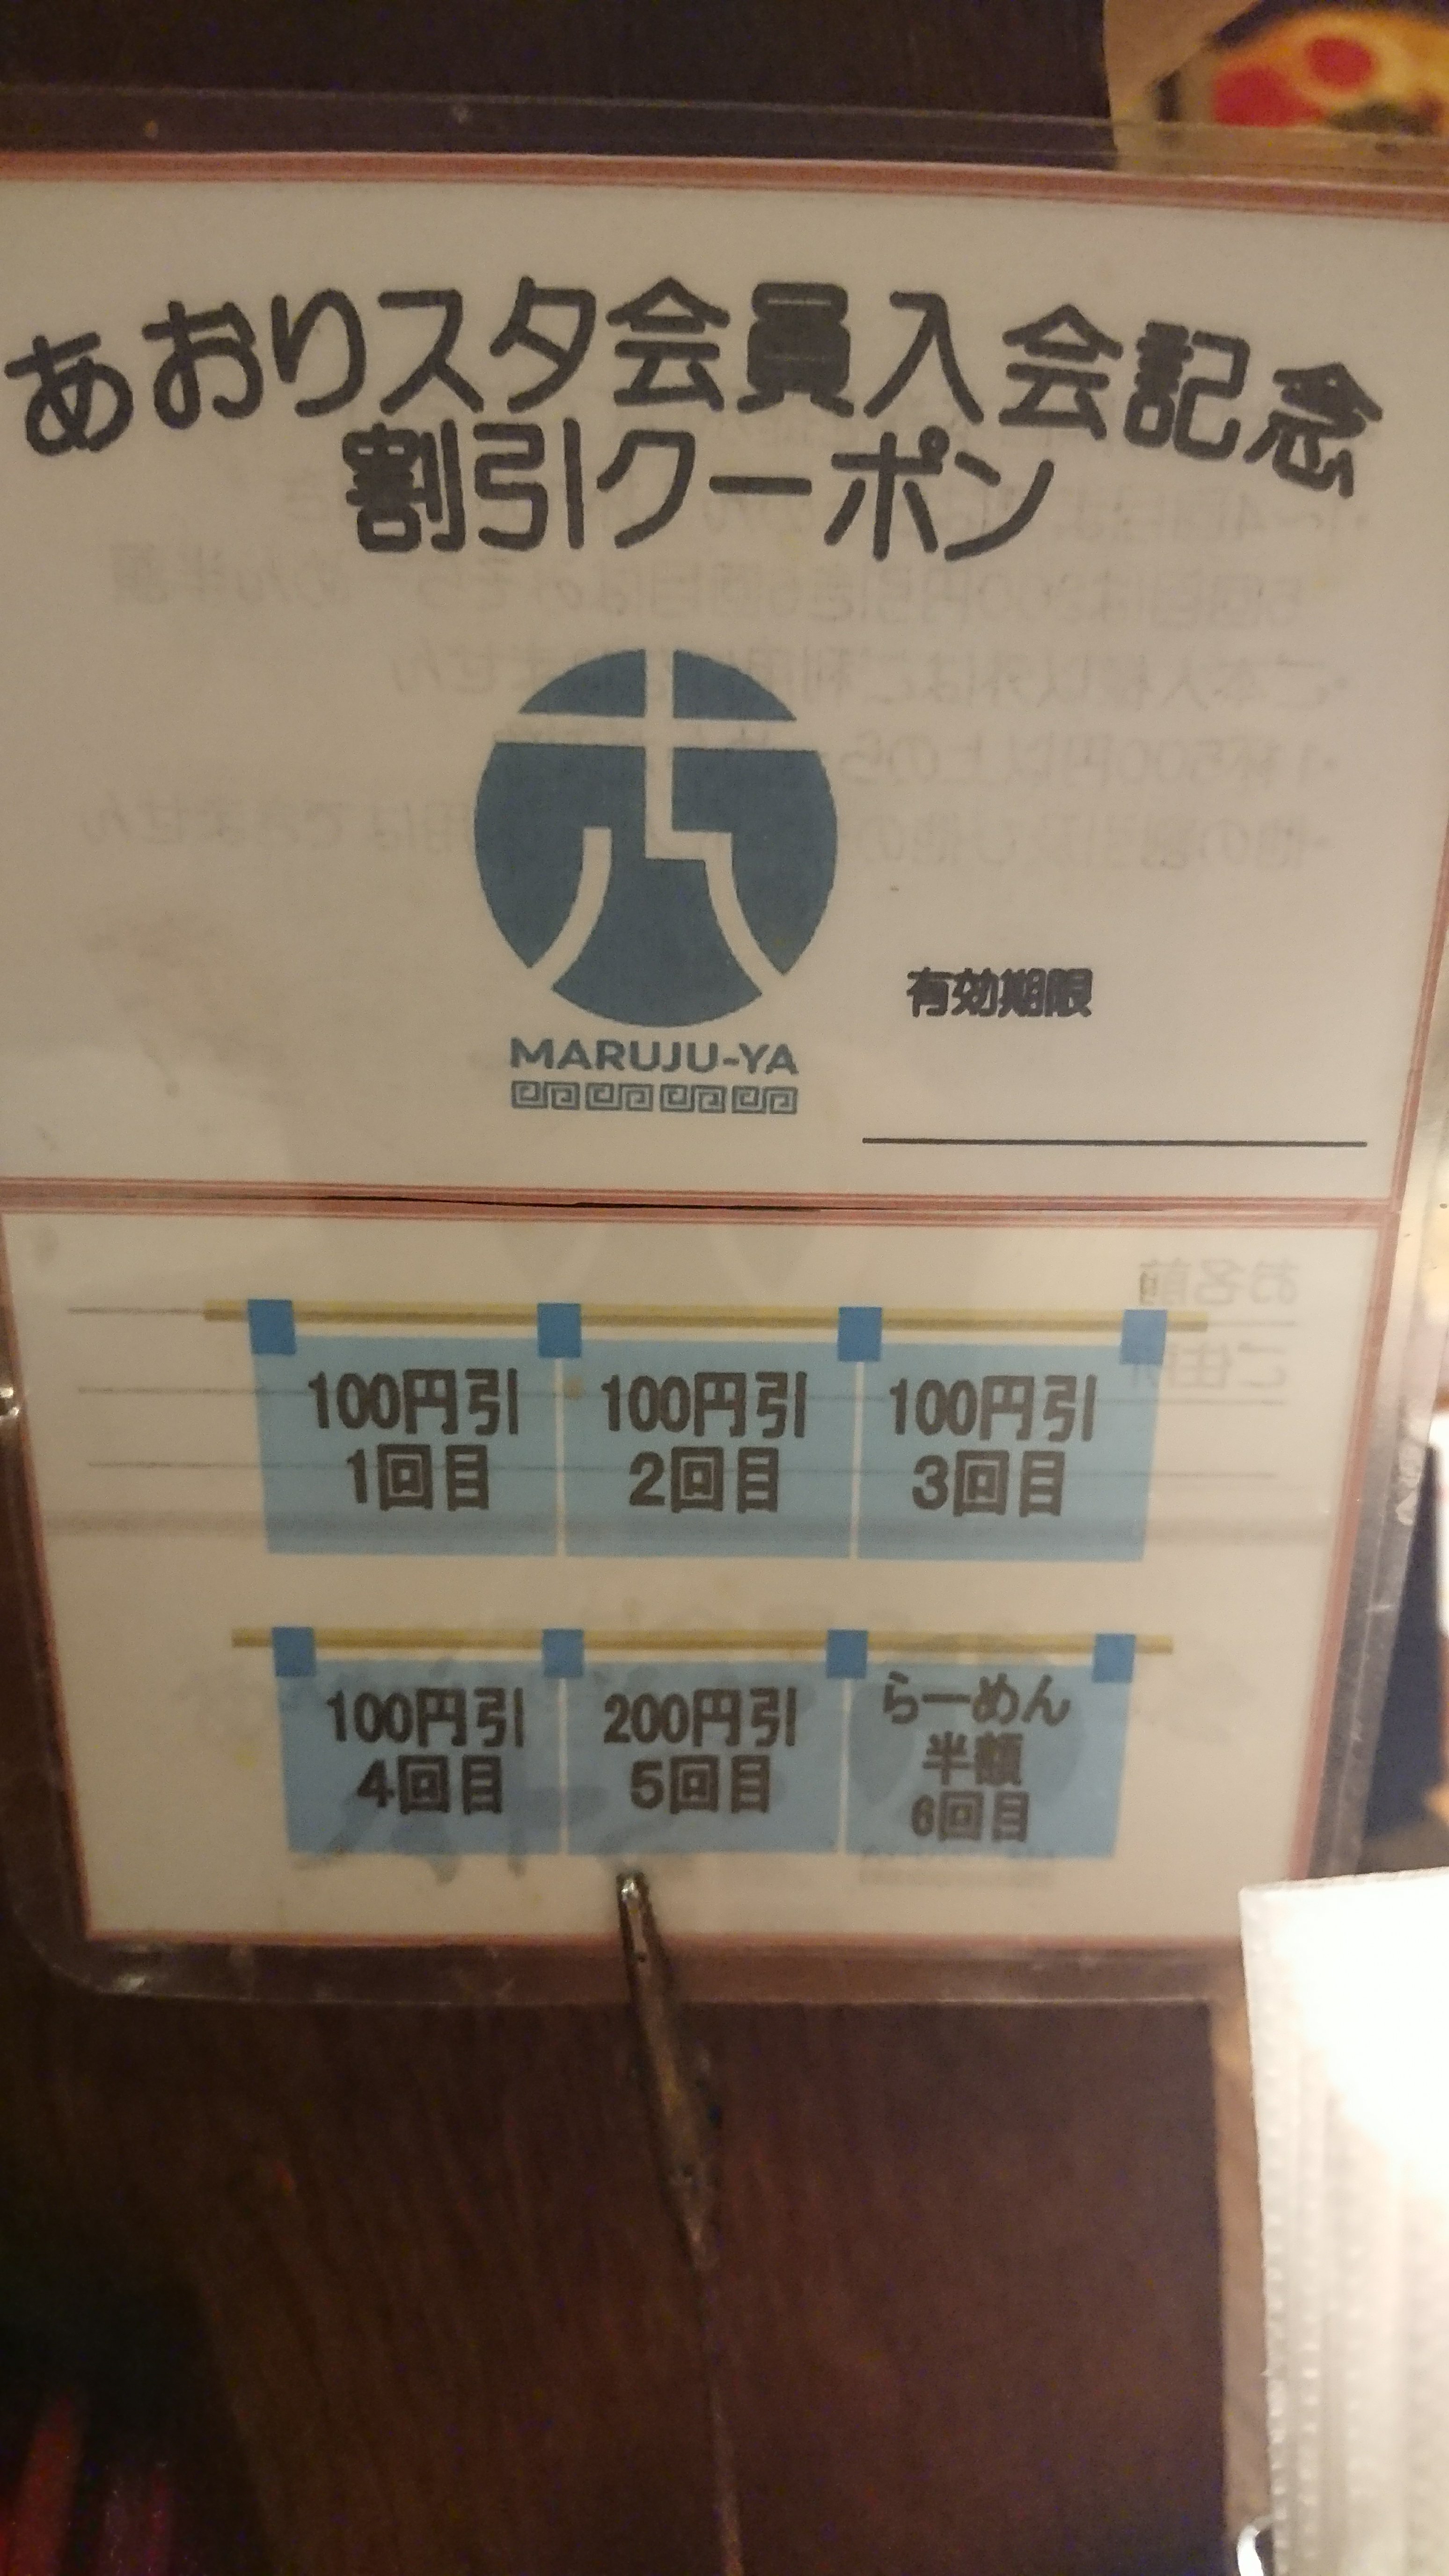 あおりスタ会員入会記念
割引クーポン
MARUJU-YA
有効期限
100円引
1回目
100円引
2回目
100円引
3回目
100円引
4回目
200円引
5回目
らーめん
半額
6回目